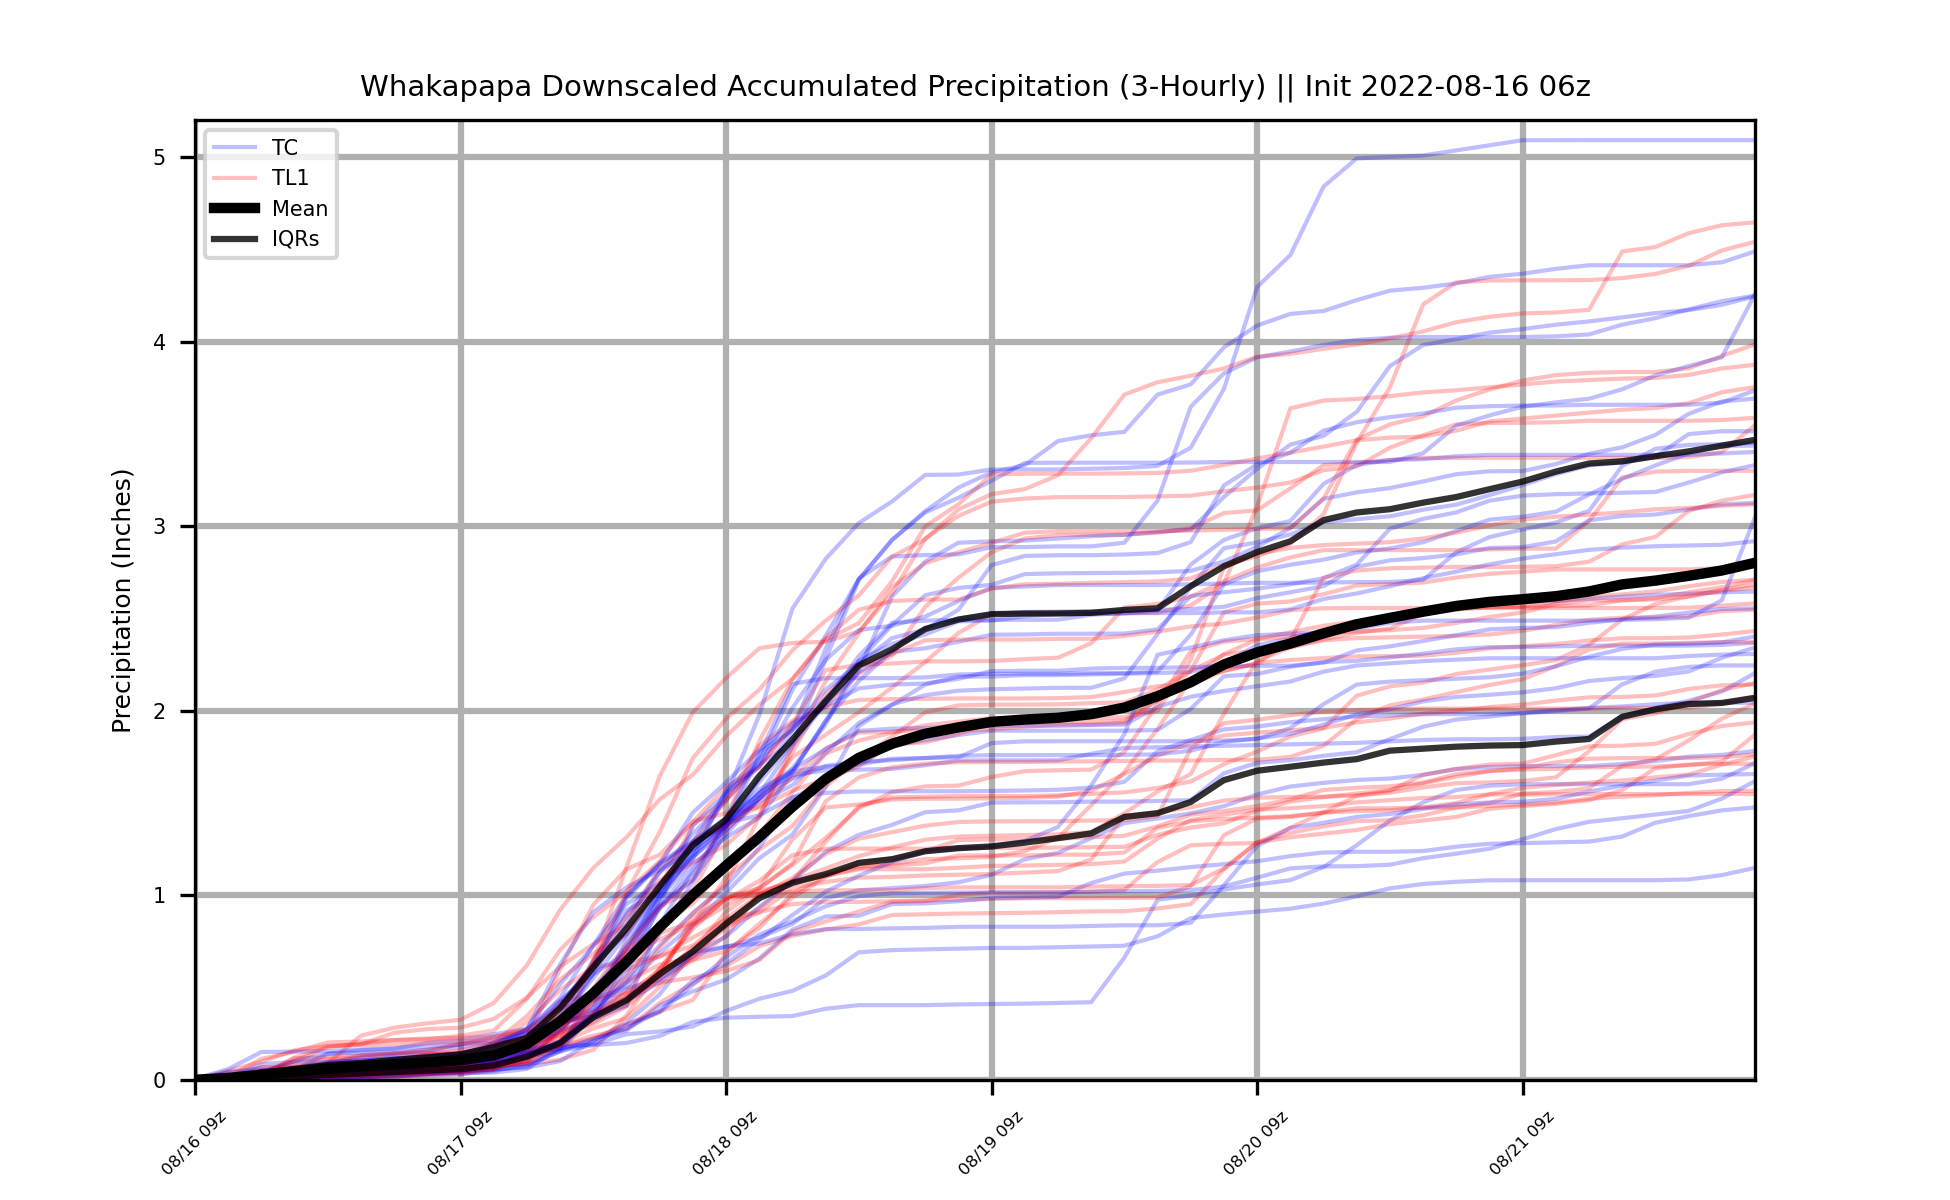 Whakapapa Downscaled Accumulated Precipitation (3-Hourly) || Init 2022-08-16 06z
TC
TL1
Mean
IQRs
Precipitation (Inches)
5
4
3
2
1
0
08/16 09z
08/17 09z
08/18 09z
08/19 09z
08/20 09z
08/21 09z